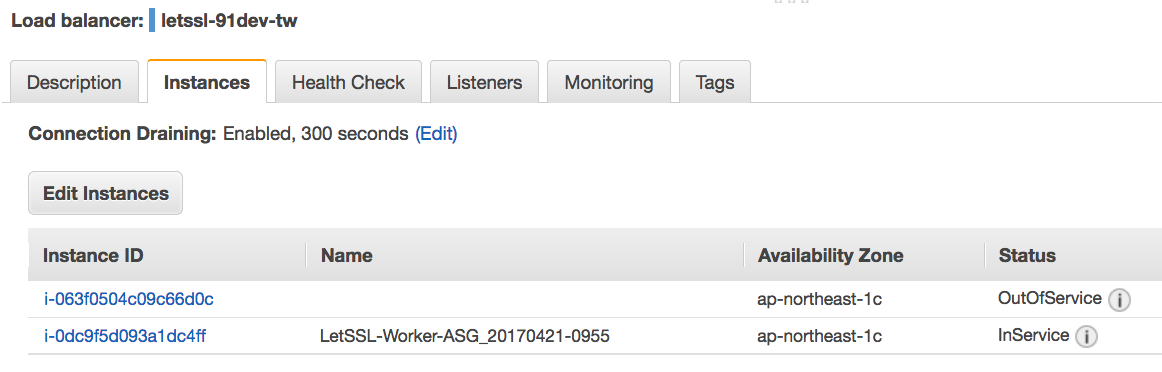 Load balancer: letssl-91dev-tw
Description Instances Health Check Listeners Monitoring Tags
Connection Draining: Enabled, 300 seconds (Edit)
Edit Instances
Instance ID Name Availability Zone Status
i-063f0504c09c66d0c ap-northeast-1c OutOfService
i-0dc9f5d093a1dc4ff LetSSL-Worker-ASG_20170421-0955 ap-northeast-1c InService